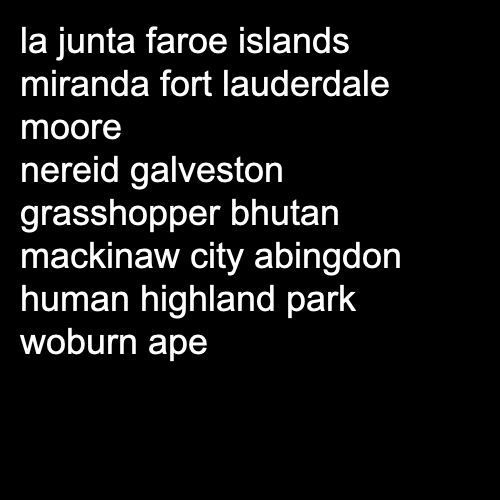 la junta faroe islands
miranda fort lauderdale
moore
nereid galveston
grasshopper bhutan
mackinaw city abingdon
human highland park
woburn ape